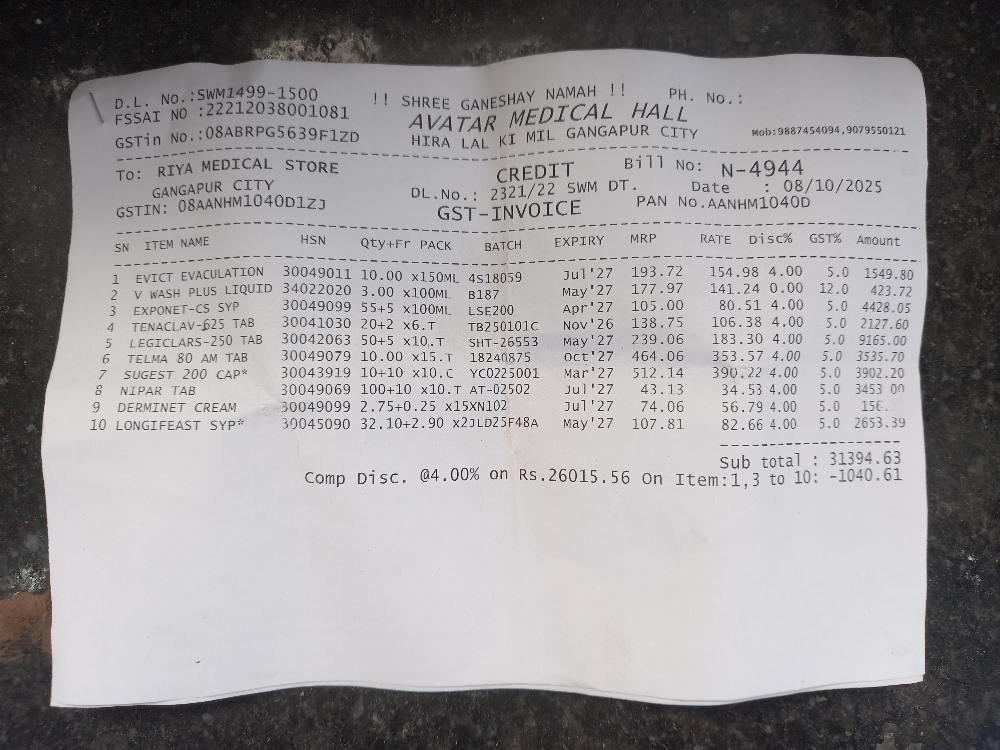 D.L. No.:SWM1499-1500 !! SHREE GANESHAY NAMAH !! PH. No.:
FSSAI NO :22212038001081 AVATAR MEDICAL HALL
GSTin No.:08ABRPG5639F1ZD HIRA LAL KI MIL GANGAPUR CITY Mob:9887454094,9079550121
To: RIYA MEDICAL STORE CREDIT Bill No: N-4944
GANGAPUR CITY DL.No.: 2321/22 SWM DT. Date : 08/10/2025
GSTIN: 08AANHM1040D1ZJ GST-INVOICE PAN No.AANHM1040D
SN ITEM NAME HSN Qty+Fr PACK BATCH EXPIRY MRP RATE Disc% GST% Amount
1 EVICT EVACULATION 30049011 10.00 x150ML 4S18059 Jul'27 193.72 154.98 4.00 5.0 1549.80
2 V WASH PLUS LIQUID 34022020 3.00 x100ML B187 May'27 177.97 141.24 0.00 12.0 423.72
3 EXPONET-CS SYP 30049099 55+5 x100ML LSE200 Apr'27 105.00 80.51 4.00 5.0 4428.05
4 TENACLAV-625 TAB 30041030 20+2 x6.T TB250101C Nov'26 138.75 106.38 4.00 5.0 2127.60
5 LEGICLARS-250 TAB 30042063 50+5 x10.T SHT-26553 May'27 239.06 183.30 4.00 5.0 9165.00
6 TELMA 80 AM TAB 30049079 10.00 x15.T 18240875 Oct'27 464.06 353.57 4.00 5.0 3535.70
7 SUGEST 200 CAP* 30043919 10+10 x10.C YC0225001 Mar'27 512.14 390.22 4.00 5.0 3902.20
8 NIPAR TAB 30049069 100+10 x10.T AT-02502 Jul'27 43.13 34.53 4.00 5.0 3453.00
9 DERMINET CREAM 30049099 2.75+0.25 x15XN102 Jul'27 74.06 56.79 4.00 5.0
10 LONGIFEAST SYP* 30045090 32.10+2.90 x2JLD25F48A May'27 107.81 82.66 4.00 5.0 2653.39
Sub total : 31394.63
Comp Disc. @4.00% on Rs.26015.56 On Item:1,3 to 10: -1040.61